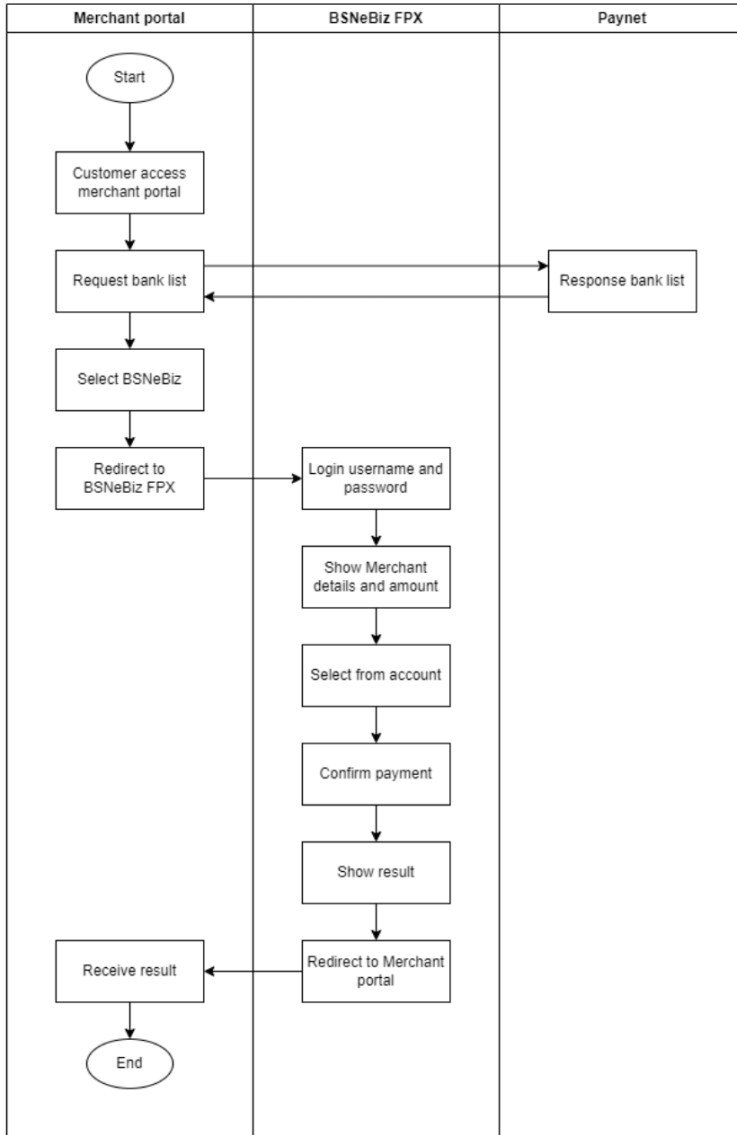 Merchant portal
BSNeBiz FPX
Paynet
Start
Customer access
merchant portal
Request bank list
Response bank list
Select BSNeBiz
Redirect to
BSNeBiz FPX
Login username and
password
Show Merchant
details and amount
Select from account
Confirm payment
Show result
Redirect to Merchant
portal
Receive result
End